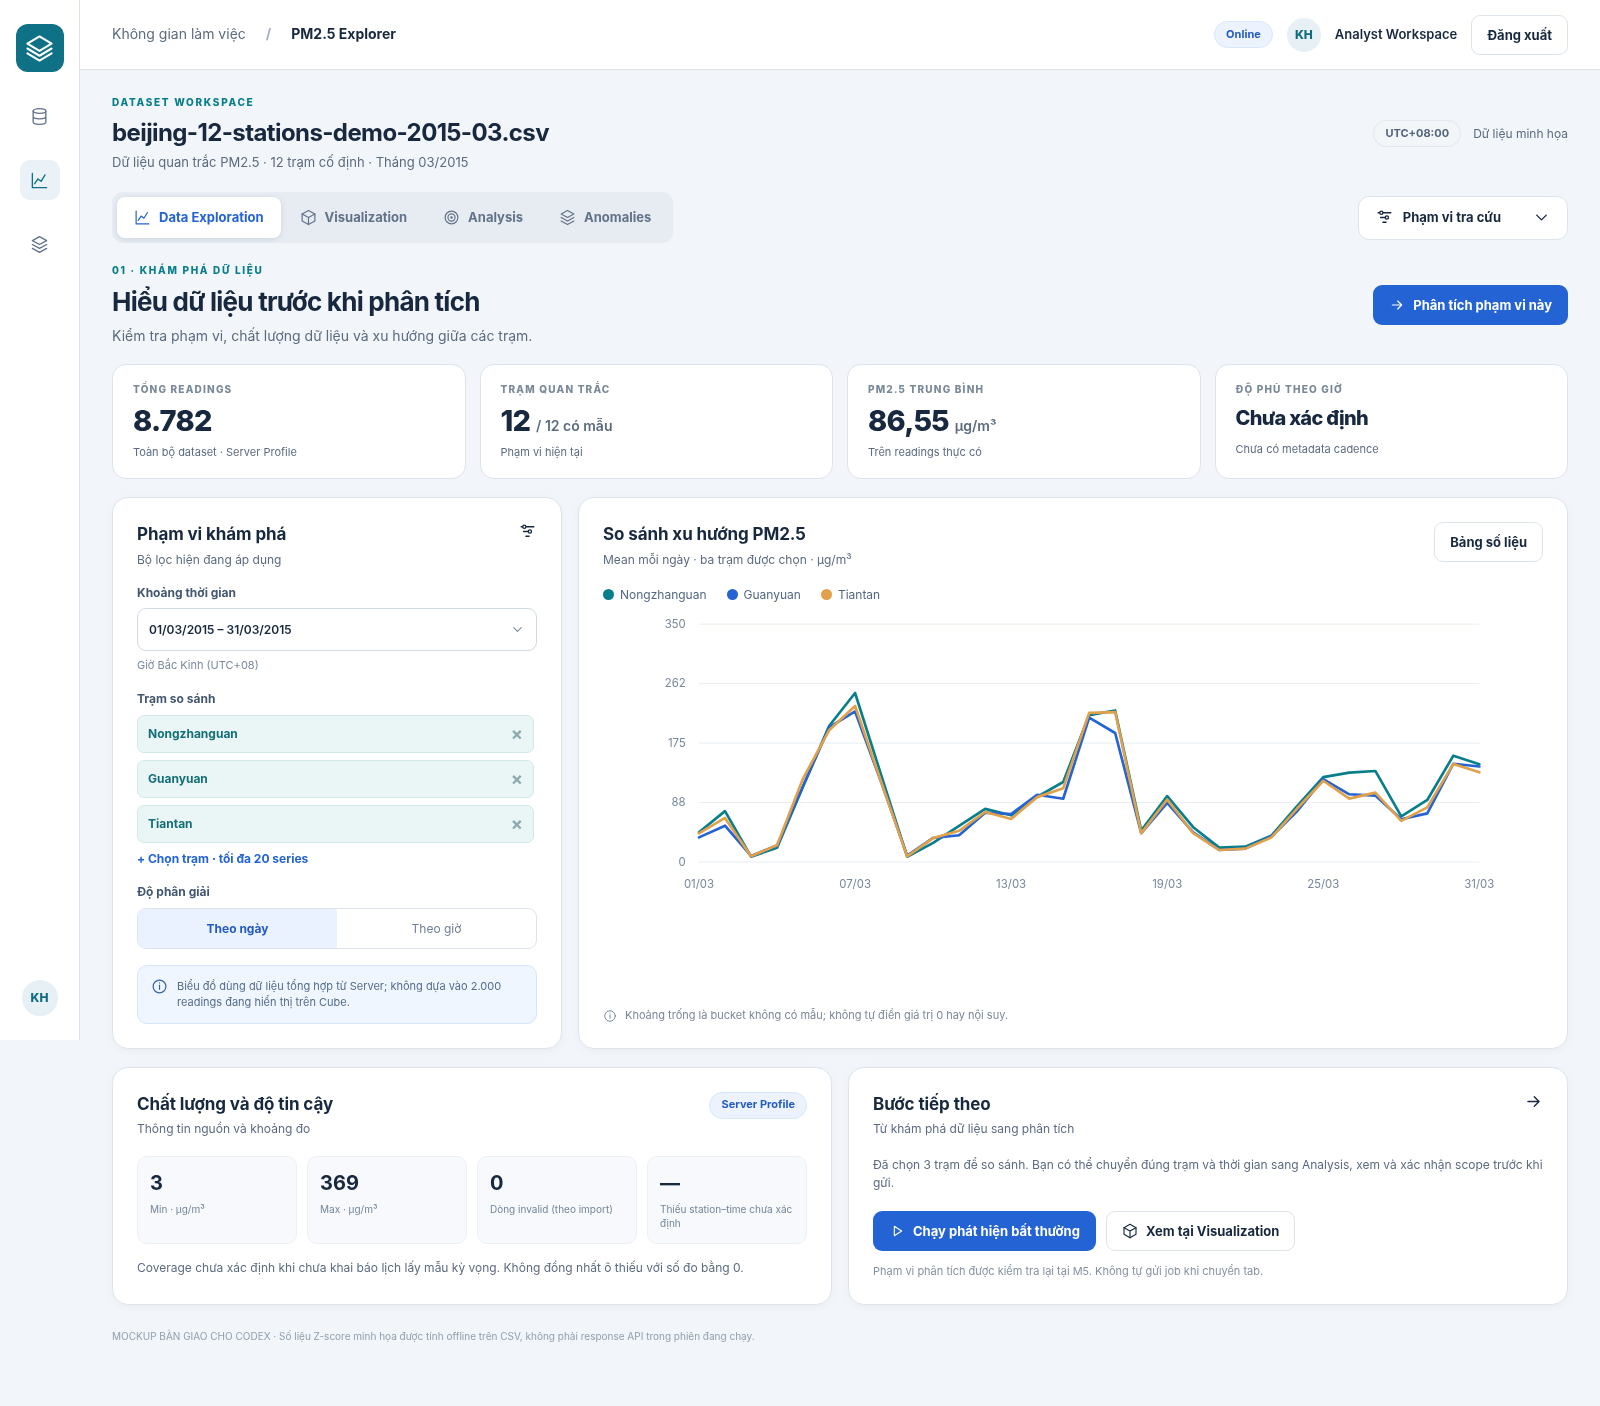 Không gian làm việc / PM2.5 Explorer
Online KH Analyst Workspace Đăng xuất
DATASET WORKSPACE
beijing-12-stations-demo-2015-03.csv
Dữ liệu quan trắc PM2.5 · 12 trạm cố định · Tháng 03/2015
UTC+08:00 Dữ liệu minh họa
Data Exploration Visualization Analysis Anomalies
Phạm vi tra cứu
01 · KHÁM PHÁ DỮ LIỆU
Hiểu dữ liệu trước khi phân tích
Kiểm tra phạm vi, chất lượng dữ liệu và xu hướng giữa các trạm.
Phân tích phạm vi này
TỔNG READINGS
8.782
Toàn bộ dataset · Server Profile
TRẠM QUAN TRẮC
12 / 12 có mẫu
Phạm vi hiện tại
PM2.5 TRUNG BÌNH
86,55 µg/m³
Trên readings thực có
ĐỘ PHỦ THEO GIỜ
Chưa xác định
Chưa có metadata cadence
Phạm vi khám phá
Bộ lọc hiện đang áp dụng
Khoảng thời gian
01/03/2015 – 31/03/2015
Giờ Bắc Kinh (UTC+08)
Trạm so sánh
Nongzhanguan ×
Guanyuan ×
Tiantan ×
+ Chọn trạm · tối đa 20 series
Độ phân giải
Theo ngày Theo giờ
Biểu đồ dùng dữ liệu tổng hợp từ Server; không dựa vào 2.000
readings đang hiển thị trên Cube.
So sánh xu hướng PM2.5
Mean mỗi ngày · ba trạm được chọn · µg/m³
Bảng số liệu
Nongzhanguan Guanyuan Tiantan
350
262
175
88
0
01/03 07/03 13/03 19/03 25/03 31/03
Khoảng trống là bucket không có mẫu; không tự điền giá trị 0 hay nội suy.
KH
Chất lượng và độ tin cậy
Thông tin nguồn và khoảng đo
Server Profile
3
Min · µg/m³
369
Max · µg/m³
0
Dòng invalid (theo import)
—
Thiếu station–time chưa xác
định
Coverage chưa xác định khi chưa khai báo lịch lấy mẫu kỳ vọng. Không đồng nhất ô thiếu với số đo bằng 0.
Bước tiếp theo
Từ khám phá dữ liệu sang phân tích
Đã chọn 3 trạm để so sánh. Bạn có thể chuyển đúng trạm và thời gian sang Analysis, xem và xác nhận scope trước khi
gửi.
Chạy phát hiện bất thường Xem tại Visualization
Phạm vi phân tích được kiểm tra lại tại M5. Không tự gửi job khi chuyển tab.
MOCKUP BÀN GIAO CHO CODEX · Số liệu Z-score minh họa được tính offline trên CSV, không phải response API trong phiên đang chạy.